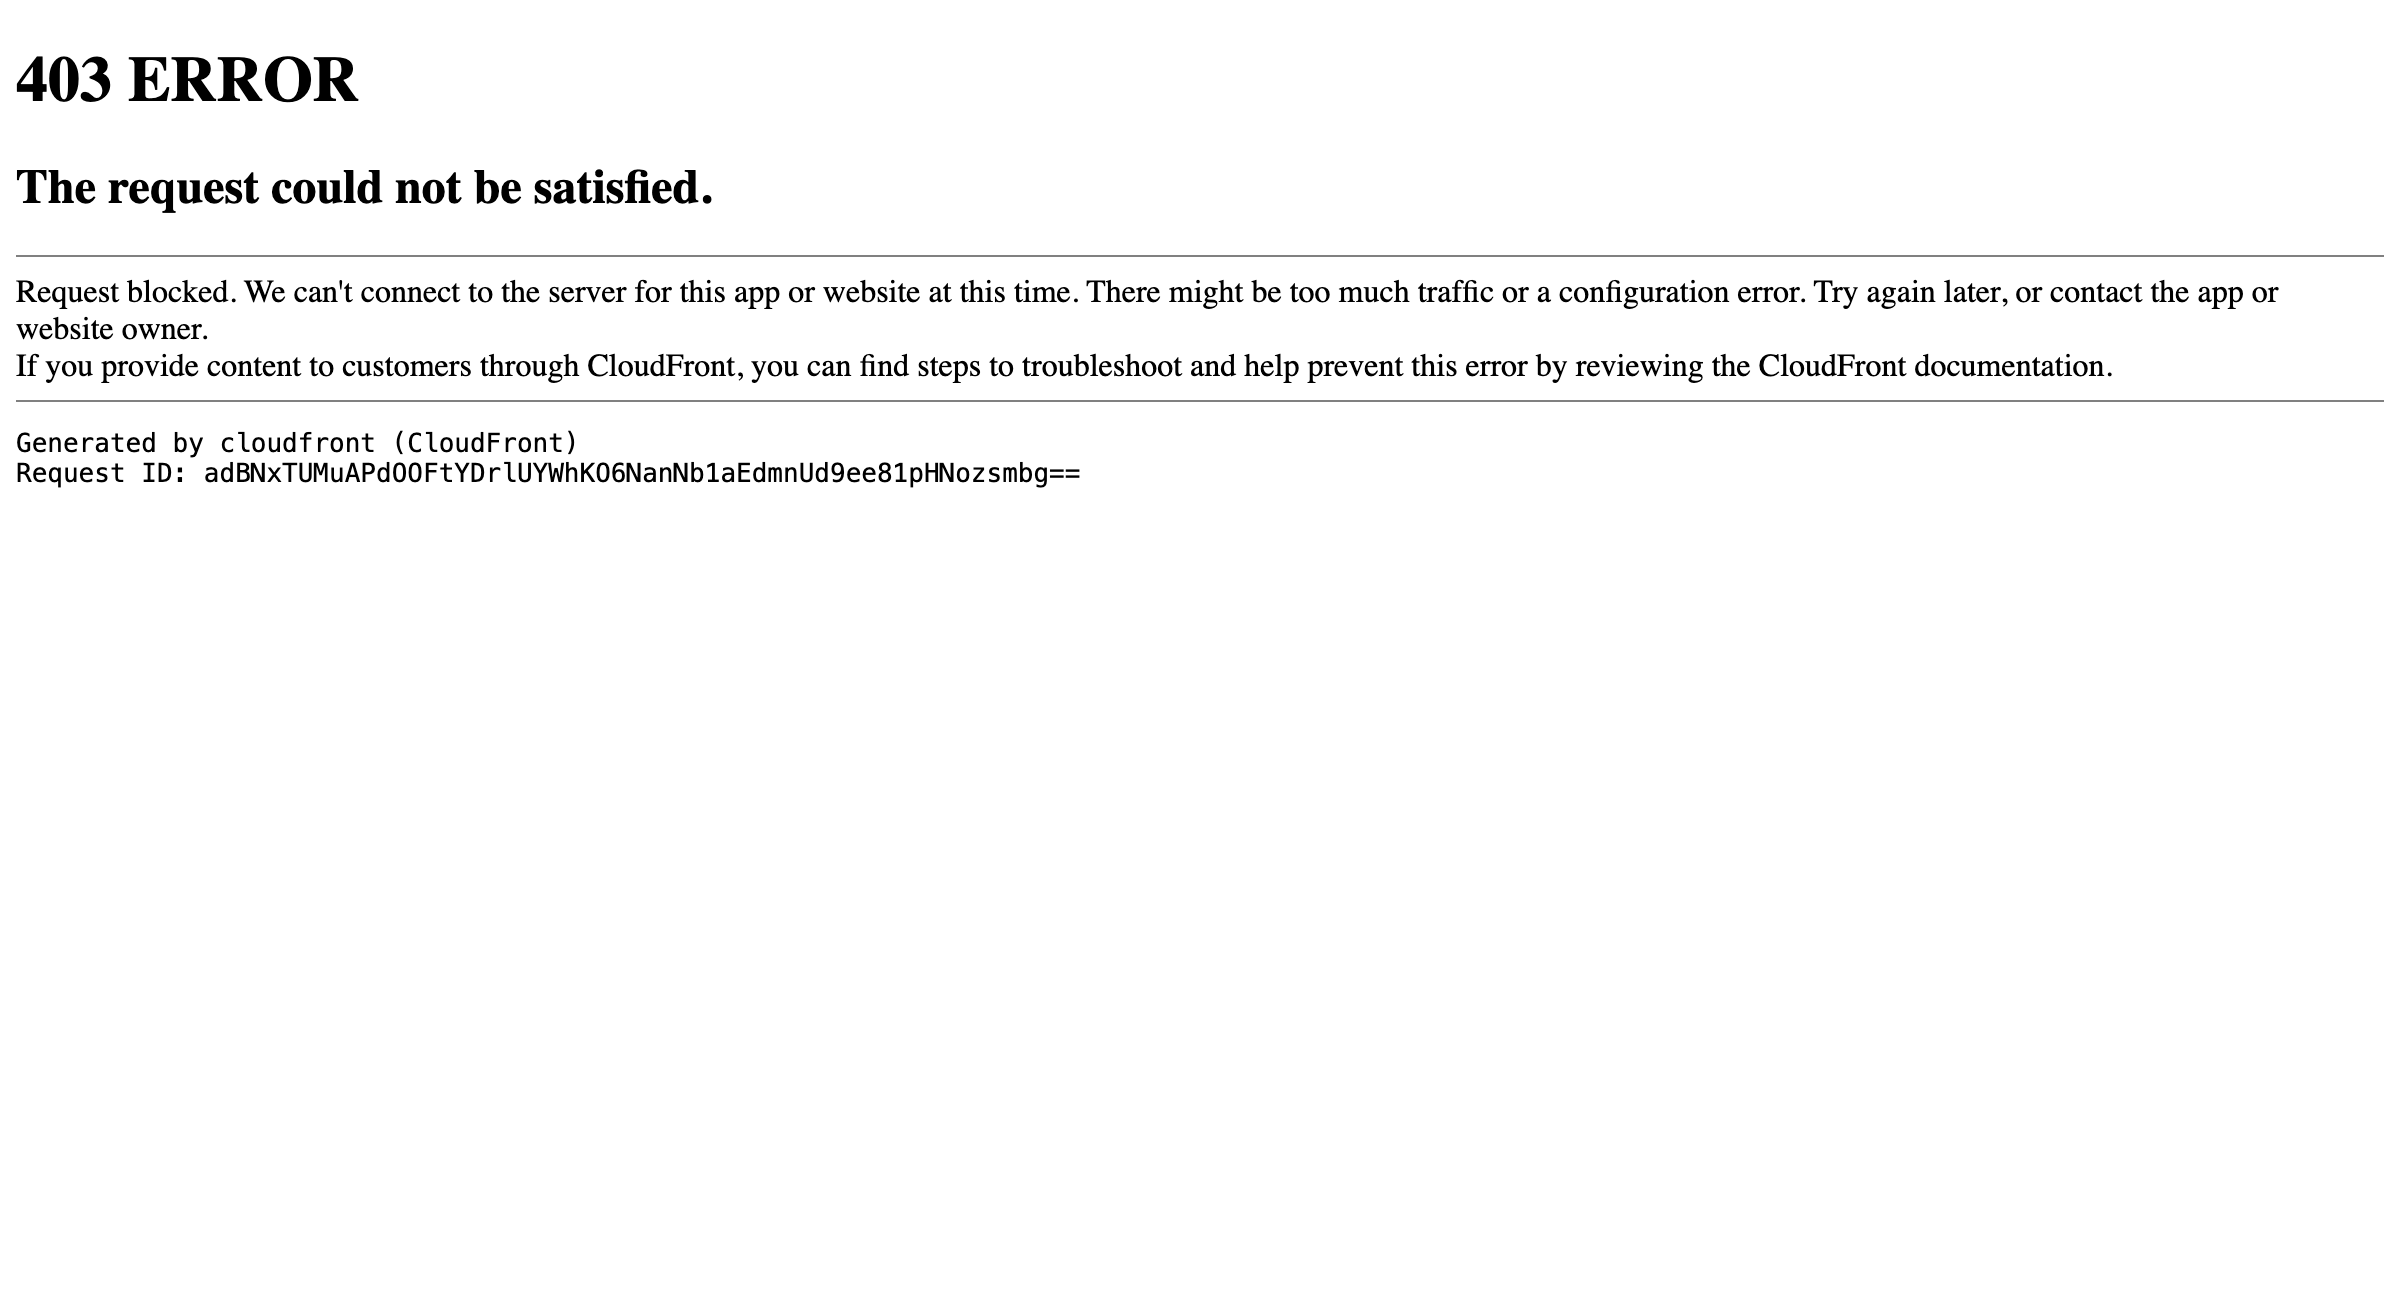 403 ERROR
The request could not be satisfied.
Request blocked. We can't connect to the server for this app or website at this time. There might be too much traffic or a configuration error. Try again later, or contact the app or
website owner.
If you provide content to customers through CloudFront, you can find steps to troubleshoot and help prevent this error by reviewing the CloudFront documentation.
Generated by cloudfront (CloudFront)
Request ID: adBNxTUMuAPdOOFtYDrlUYWhKO6NanNb1aEdmnUd9ee81pHNozsmbg==